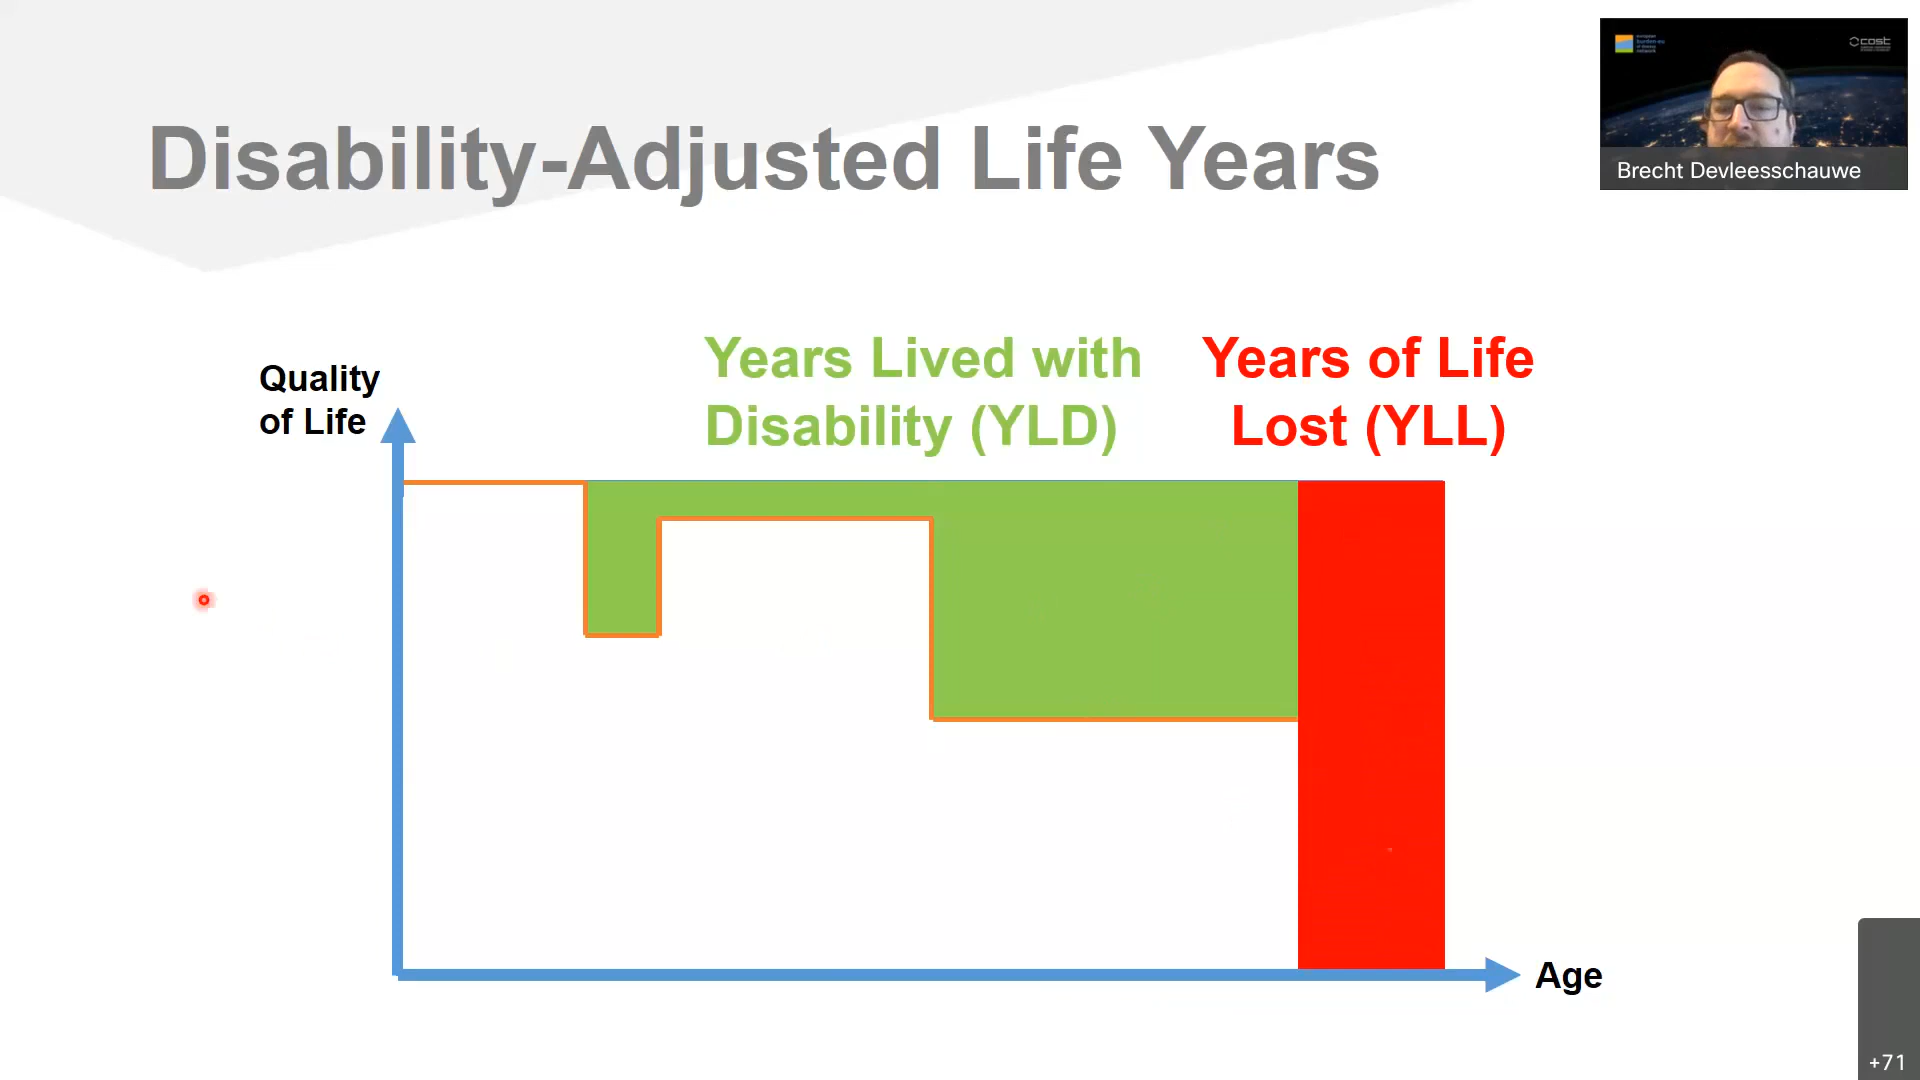 Disability-Adjusted Life Years
cost
Brecht Devleesschauwe
Years Lived with
Disability (YLD)
Years of Life
Lost (YLL)
Quality
of Life
Age
+71